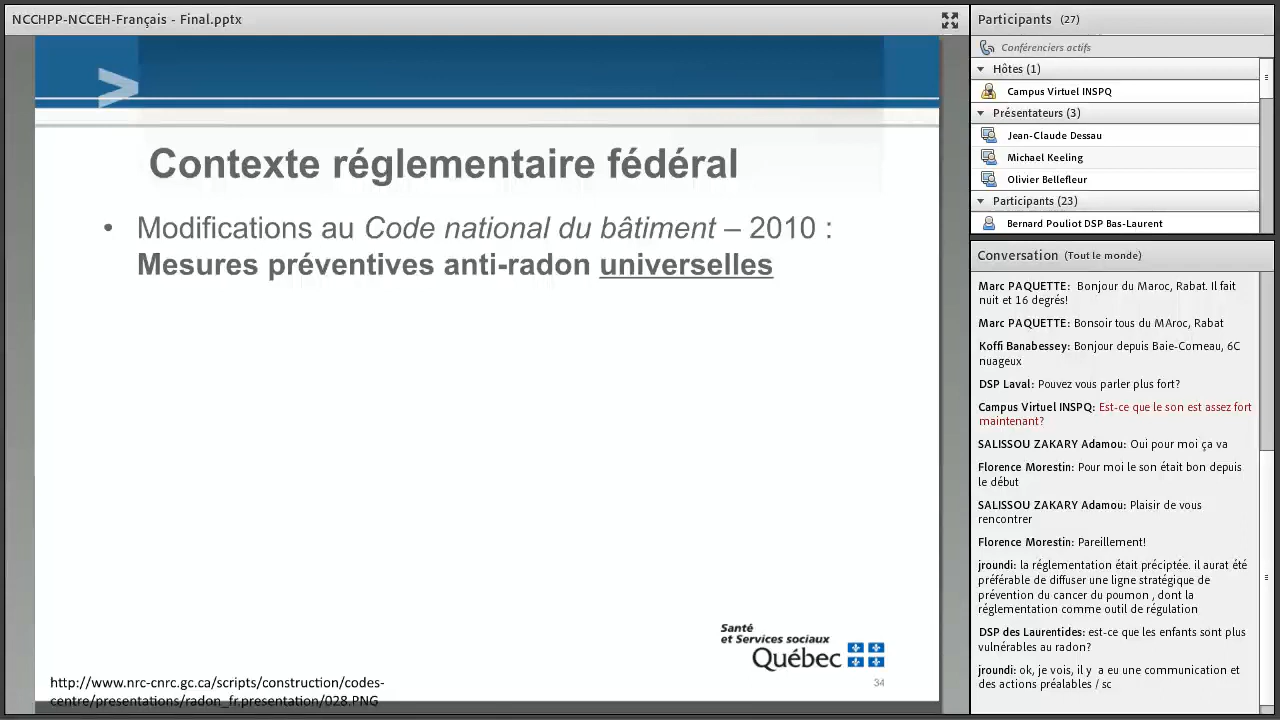 NCCHPP-NCCEH-Français - Final.pptx
>
Contexte réglementaire fédéral
• Modifications au Code national du bâtiment – 2010 :
Mesures préventives anti-radon universelles
Santé
et Services sociaux
Québec
34
http://www.nrc-cnrc.gc.ca/scripts/construction/codes-
centre/presentations/radon_fr.presentation/028.PNG
Participants (27)
Conférenciers actifs
Hôtes (1)
Campus Virtuel INSPQ
Présentateurs (3)
Jean-Claude Dessau
Michael Keeling
Olivier Bellefleur
Participants (23)
Bernard Pouliot DSP Bas-Laurent
Conversation (Tout le monde)
Marc PAQUETTE: Bonjour du Maroc, Rabat. Il fait
nuit et 16 degrés!
Marc PAQUETTE: Bonsoir tous du MAroc, Rabat
Koffi Banabessey: Bonjour depuis Baie-Comeau, 6C
nuageux
DSP Laval: Pouvez vous parler plus fort?
Campus Virtuel INSPQ: Est-ce que le son est assez fort
maintenant?
SALISSOU ZAKARY Adamou: Oui pour moi ça va
Florence Morestin: Pour moi le son était bon depuis
le début
SALISSOU ZAKARY Adamou: Plaisir de vous
rencontrer
Florence Morestin: Pareillement!
jroundi: la réglementation était préciptée. il aurat été
préférable de diffuser une ligne stratégique de
prévention du cancer du poumon , dont la
réglementation comme outil de régulation
DSP des Laurentides: est-ce que les enfants sont plus
vulnérables au radon?
jroundi: ok, je vois, il y a eu une communication et
des actions préalables / sc